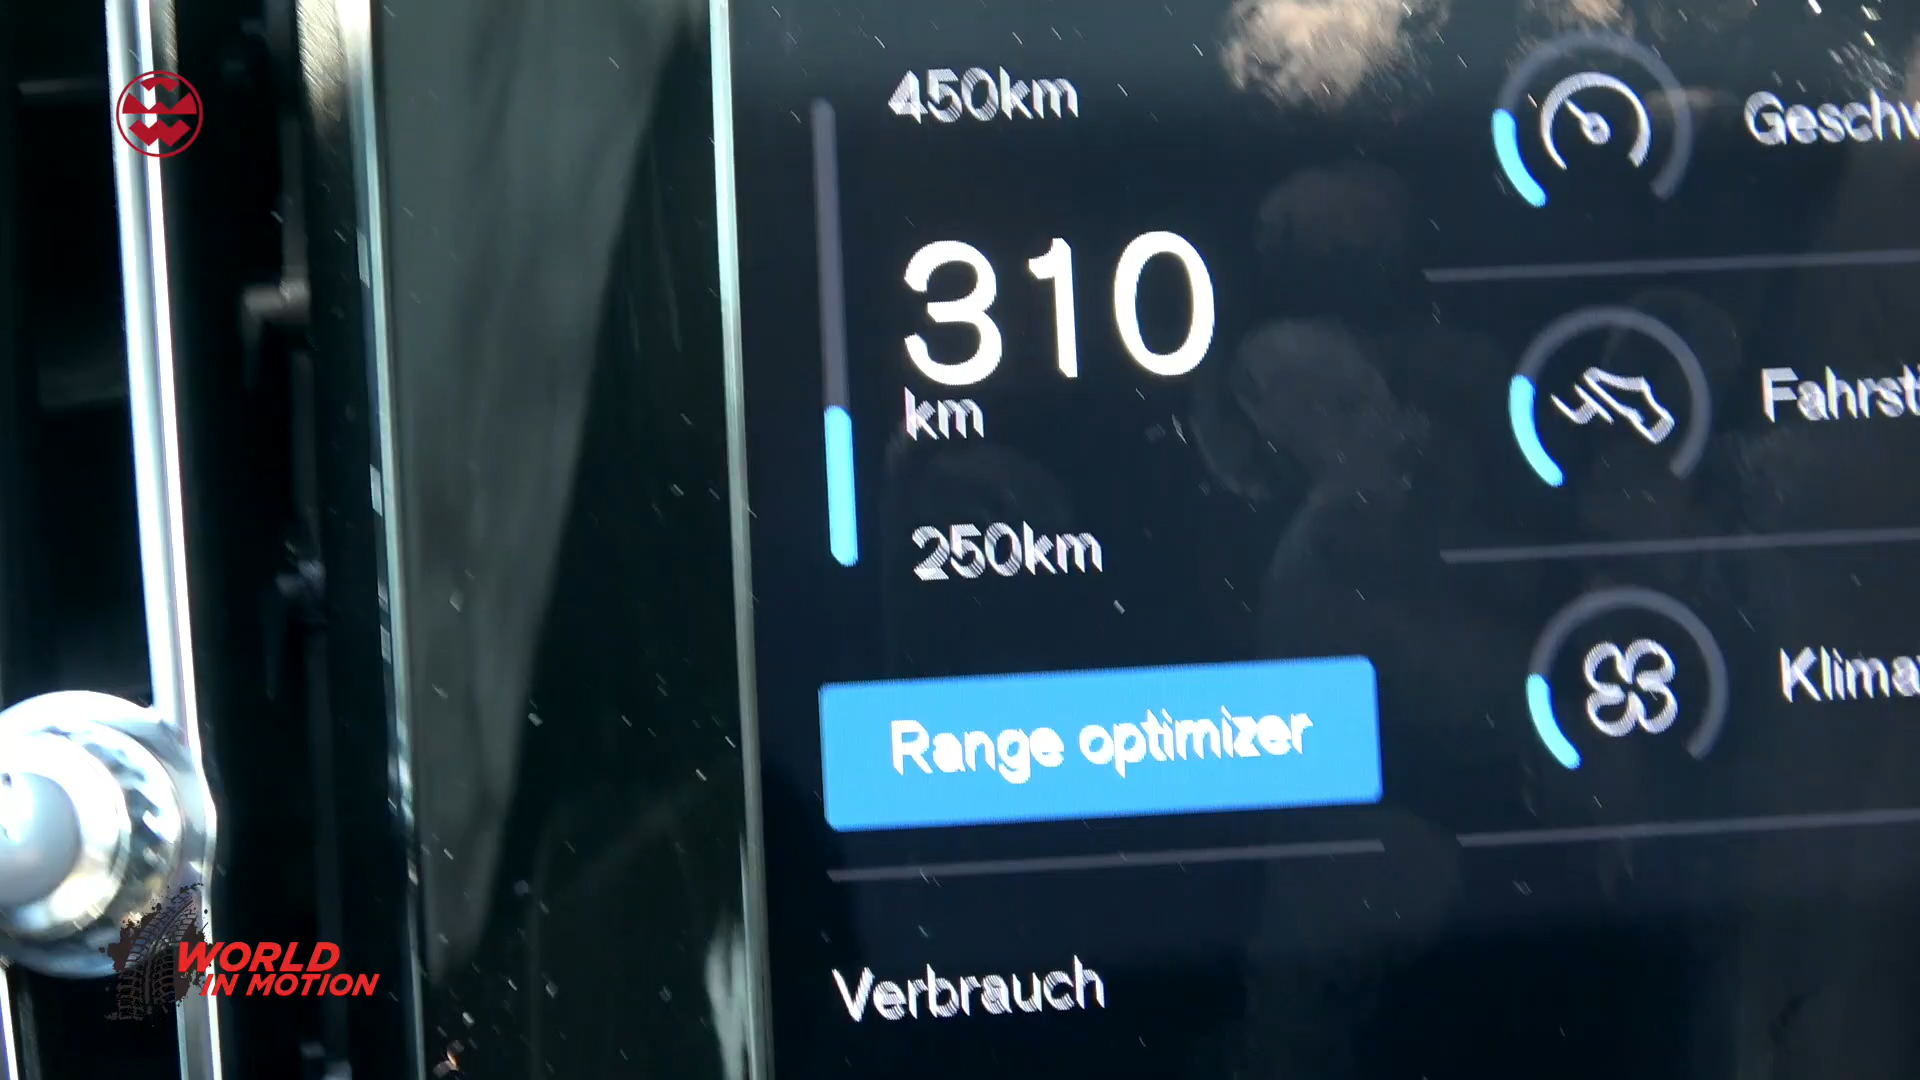 450km
310
km
250km
Range optimizer
Verbrauch
WORLD
IN MOTION